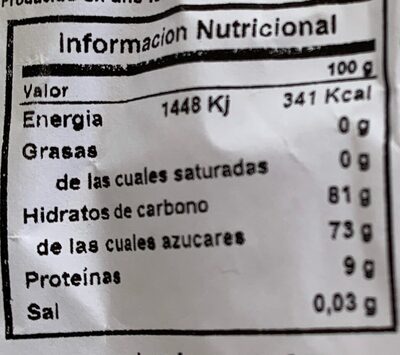 Informacion Nutricional
100 g
Valor
Energia 1448 Kj 341 Kcal
Grasas 0 g
de las cuales saturadas 0 g
Hidratos de carbono 81 g
de las cuales azucares 73 g
Proteínas 9 g
Sal 0,03 g